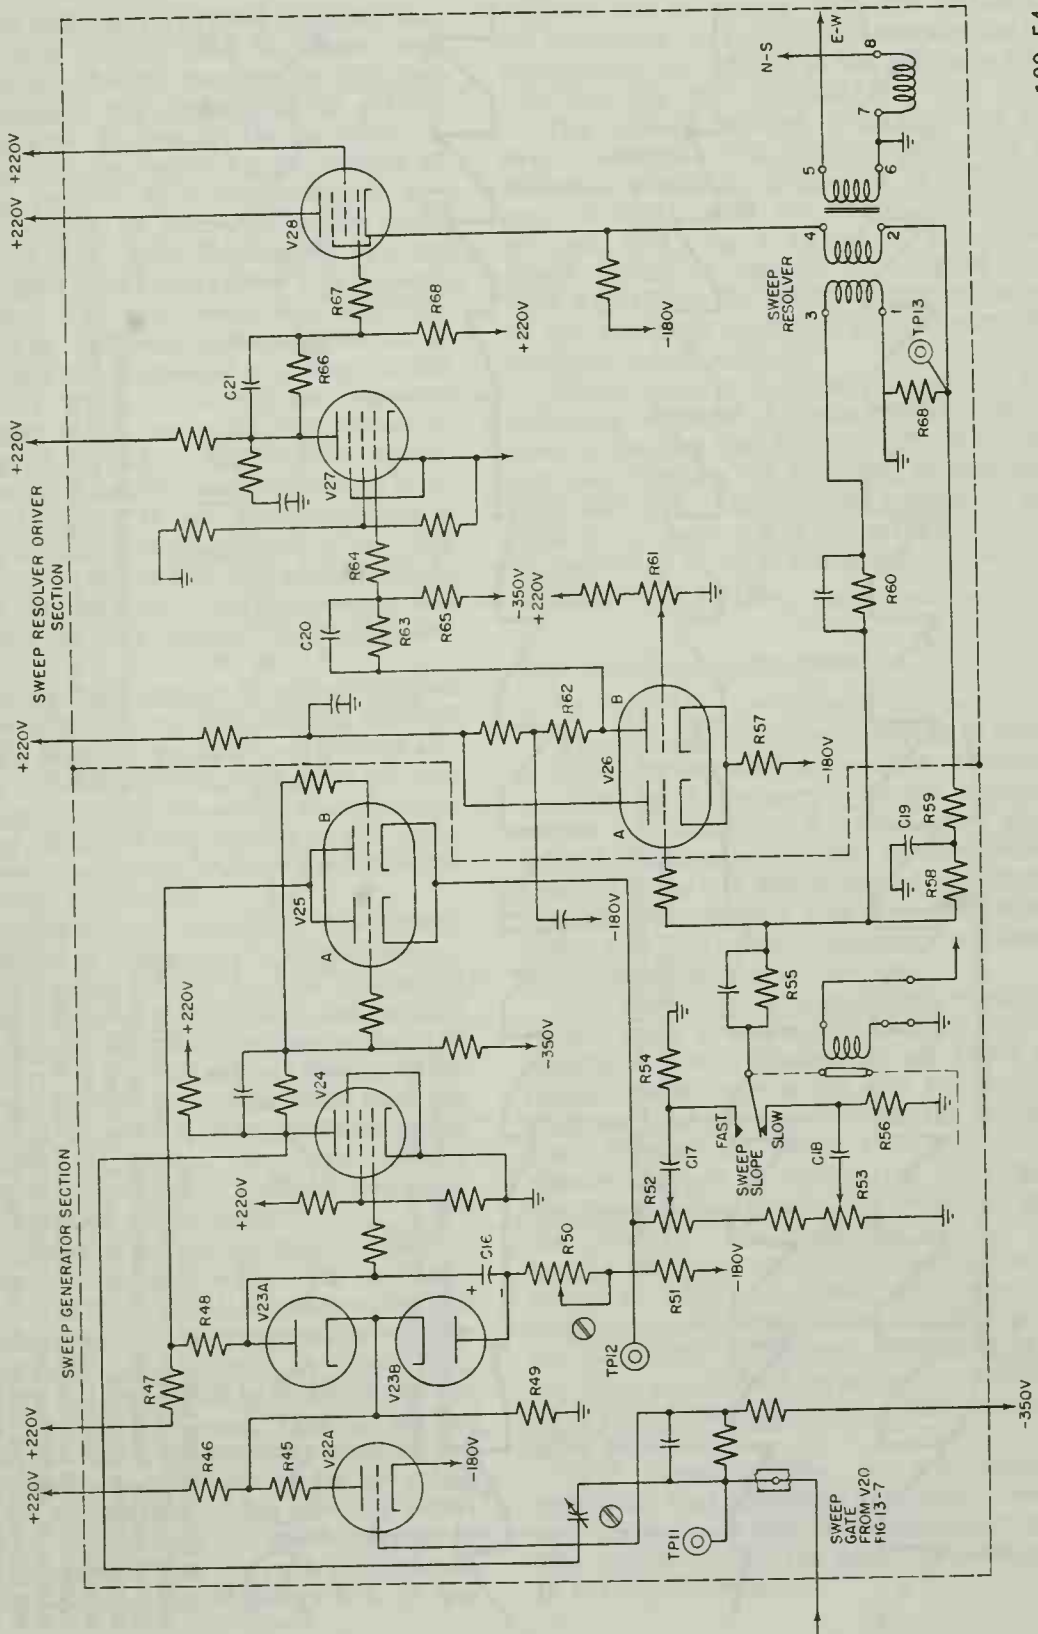 +220V +220V
SWEEP RESOLVER DRIVER
SECTION
+220V
+220V
SWEEP GENERATOR SECTION
+220V +220V
R46
R45
V22A
-180V
R47
R48
V23A
V23B
R49
C16
+
-
R50
R51
-180V
TP12
TP11
SWEEP
GATE
FROM V20
FIG 13-7
-350V
+220V
+220V
V24
-350V
V25
A
B
R52
C17
R54
FAST
SWEEP
SLOPE
SLOW
C18
R53
R56
R55
-180V
R62
V26
A
B
R57
-180V
R58
C19
R59
R60
R61
+220V
-350V
C20
R63
R64
R65
V27
C21
R66
R67
R68
+220V
V28
-180V
SWEEP
RESOLVER
3
1
4
2
5
6
7
8
N-S
E-W
R68
TP13